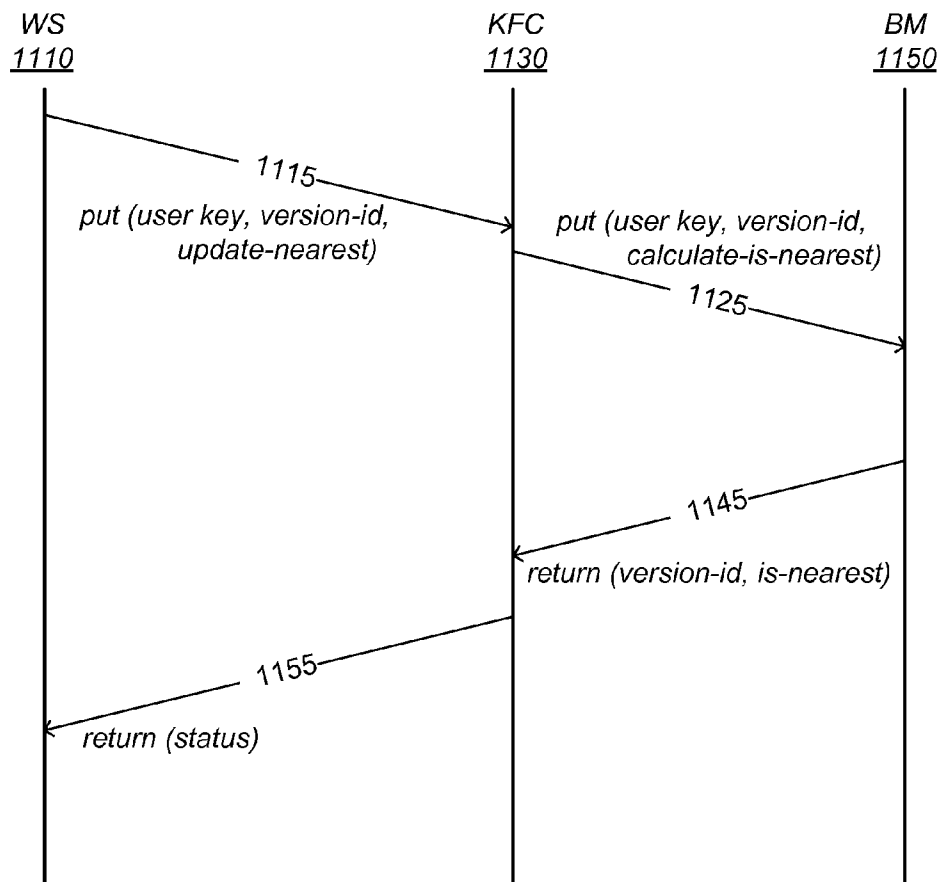 WS
1110
KFC
1130
BM
1150
1115
put (user key, version-id,
update-nearest)
put (user key, version-id,
calculate-is-nearest)
1125
1145
return (version-id, is-nearest)
1155
return (status)